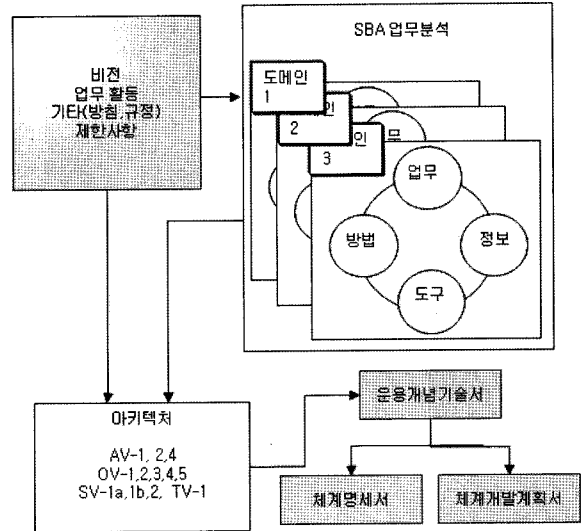 SBA 업무분석
비전
업무 활동
기타(방침,규정)
제한사항
도메인
1
인
2
인
3
무
업무
방법
정보
도구
아키텍처
AV-1, 2,4
OV-1,2,3,4,5
SV-1a,1b,2, TV-1
운용개념기술서
체계명세서
체계개발계획서